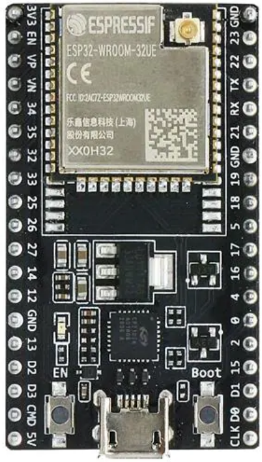 3V3
EN
VP
VN
34
35
32
33
25
26
27
14
12
GND
13
D2
D3
CMD
5V
ESPRESSIF
ESP32-WROOM-32UE
CE
FCC ID:2AC7Z-ESP32WROOM32UE
乐鑫信息科技(上海)
股份有限公司
XX0H32
EN
Boot
GND
23
22
TX
RX
21
GND
19
18
5
17
16
4
0
2
15
D1
D0
CLK